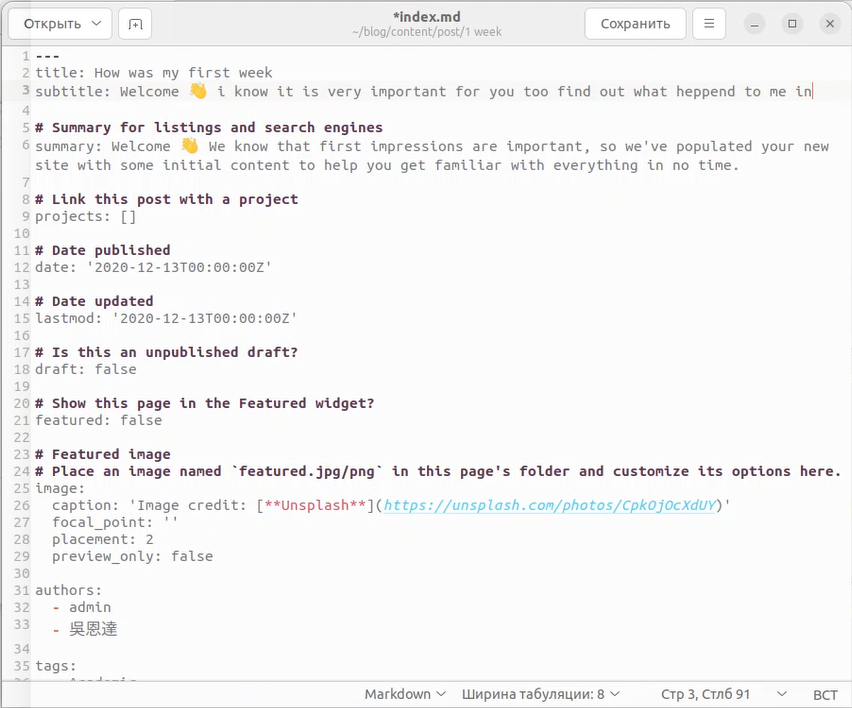 Открыть
*index.md
~/blog/content/post/1 week
Сохранить
1 ---
2 title: How was my first week
3 subtitle: Welcome 👋 i know it is very important for you too find out what heppend to me in
4
5 # Summary for listings and search engines
6 summary: Welcome 👋 We know that first impressions are important, so we've populated your new
site with some initial content to help you get familiar with everything in no time.
7
8 # Link this post with a project
9 projects: []
10
11 # Date published
12 date: '2020-12-13T00:00:00Z'
13
14 # Date updated
15 lastmod: '2020-12-13T00:00:00Z'
16
17 # Is this an unpublished draft?
18 draft: false
19
20 # Show this page in the Featured widget?
21 featured: false
22
23 # Featured image
24 # Place an image named `featured.jpg/png` in this page's folder and customize its options here.
25 image:
26   caption: 'Image credit: [**Unsplash**](https://unsplash.com/photos/CpkOjOcXdUY)'
27   focal_point: ''
28   placement: 2
29   preview_only: false
30
31 authors:
32   - admin
33   - 吳恩達
34
35 tags:
Markdown Ширина табуляции: 8 Стр 3, Стлб 91 ВСТ